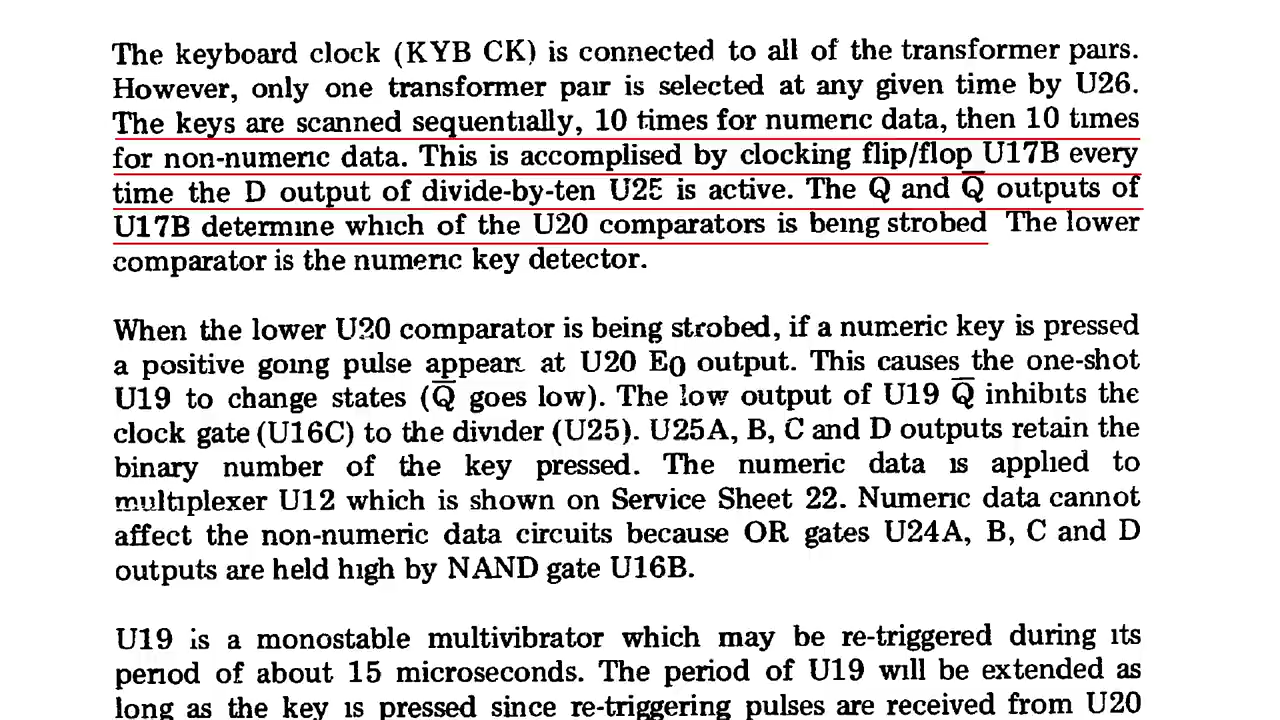 The keyboard clock (KYB CK) is connected to all of the transformer pairs.
However, only one transformer pair is selected at any given time by U26.
The keys are scanned sequentially, 10 times for numeric data, then 10 times
for non-numeric data. This is accomplised by clocking flip/flop U17B every
time the D output of divide-by-ten U25 is active. The Q and Q̅ outputs of
U17B determine which of the U20 comparators is being strobed The lower
comparator is the numeric key detector.
When the lower U20 comparator is being strobed, if a numeric key is pressed
a positive going pulse appears at U20 E0 output. This causes the one-shot
U19 to change states (Q̅ goes low). The low output of U19 Q̅ inhibits the
clock gate (U16C) to the divider (U25). U25A, B, C and D outputs retain the
binary number of the key pressed. The numeric data is applied to
multiplexer U12 which is shown on Service Sheet 22. Numeric data cannot
affect the non-numeric data circuits because OR gates U24A, B, C and D
outputs are held high by NAND gate U16B.
U19 is a monostable multivibrator which may be re-triggered during its
period of about 15 microseconds. The period of U19 will be extended as
long as the key is pressed since re-triggering pulses are received from U20